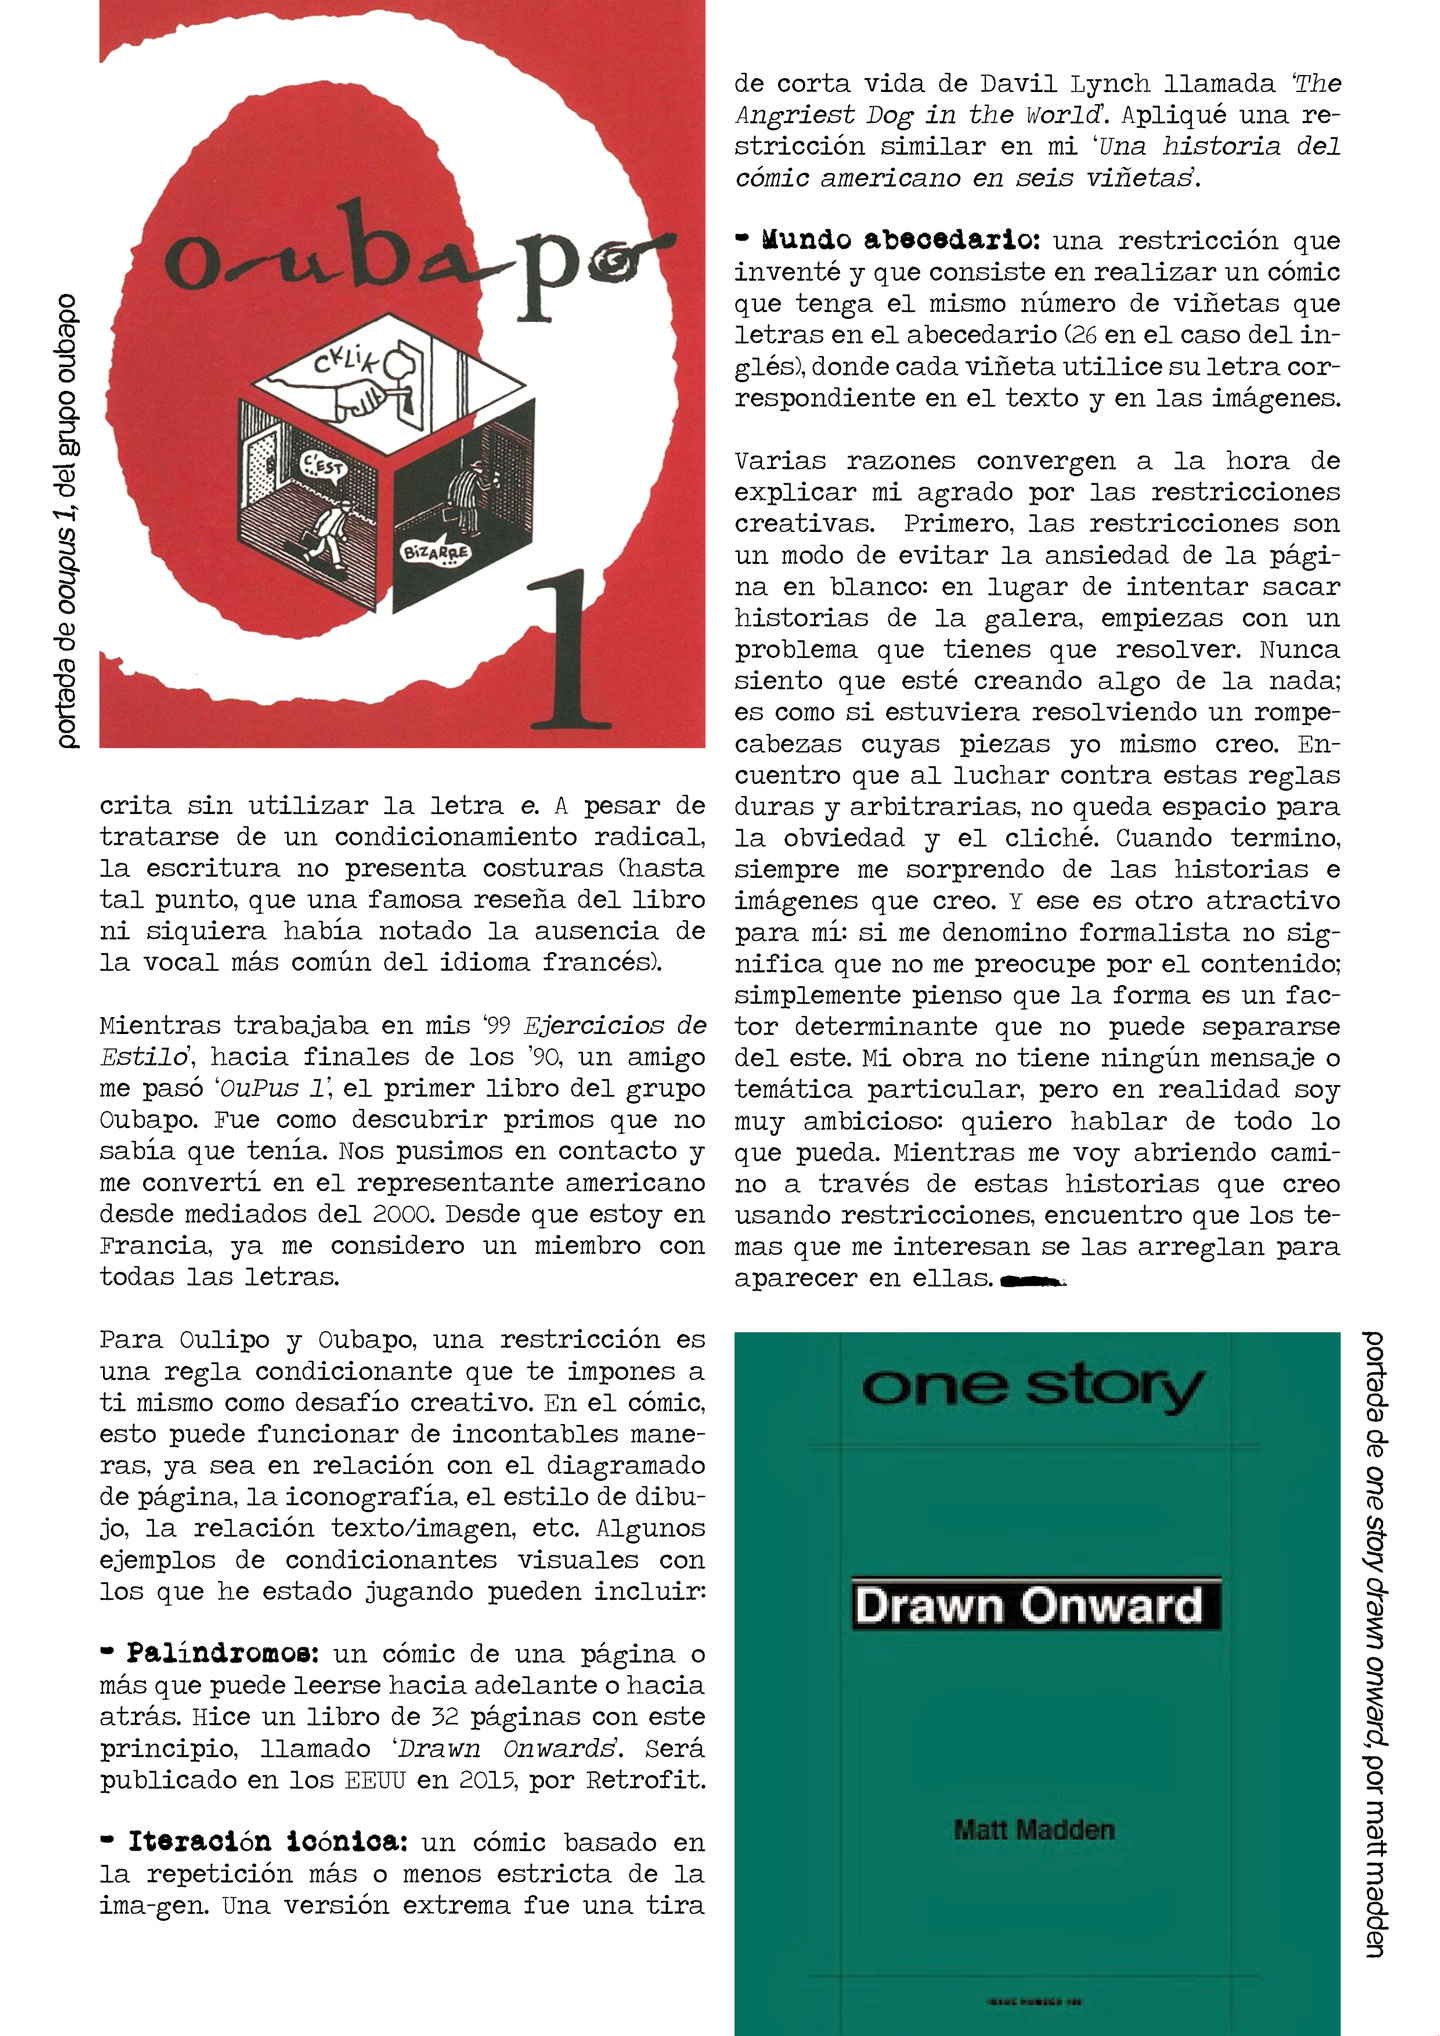 portada de ooupus 1, del grupo oubapo
oubapo
CKLIK
C'EST
BIZARRE
1
crita sin utilizar la letra e. A pesar de
tratarse de un condicionamiento radical,
la escritura no presenta costuras (hasta
tal punto, que una famosa reseña del libro
ni siquiera había notado la ausencia de
la vocal más común del idioma francés).
Mientras trabajaba en mis ‘99 Ejercicios de
Estilo’, hacia finales de los ’90, un amigo
me pasó ‘OuPus 1’, el primer libro del grupo
Oubapo. Fue como descubrir primos que no
sabía que tenía. Nos pusimos en contacto y
me convertí en el representante americano
desde mediados del 2000. Desde que estoy en
Francia, ya me considero un miembro con
todas las letras.
Para Oulipo y Oubapo, una restricción es
una regla condicionante que te impones a
ti mismo como desafío creativo. En el cómic,
esto puede funcionar de incontables mane-
ras, ya sea en relación con el diagramado
de página, la iconografía, el estilo de dibu-
jo, la relación texto/imagen, etc. Algunos
ejemplos de condicionantes visuales con
los que he estado jugando pueden incluir:
- Palíndromos: un cómic de una página o
más que puede leerse hacia adelante o hacia
atrás. Hice un libro de 32 páginas con este
principio, llamado ‘Drawn Onwards’. Será
publicado en los EEUU en 2015, por Retrofit.
- Iteración icónica: un cómic basado en
la repetición más o menos estricta de la
ima-gen. Una versión extrema fue una tira
de corta vida de Davil Lynch llamada ‘The
Angriest Dog in the World’. Apliqué una re-
stricción similar en mi ‘Una historia del
cómic americano en seis viñetas’.
- Mundo abecedario: una restricción que
inventé y que consiste en realizar un cómic
que tenga el mismo número de viñetas que
letras en el abecedario (26 en el caso del in-
glés), donde cada viñeta utilice su letra cor-
respondiente en el texto y en las imágenes.
Varias razones convergen a la hora de
explicar mi agrado por las restricciones
creativas. Primero, las restricciones son
un modo de evitar la ansiedad de la pági-
na en blanco: en lugar de intentar sacar
historias de la galera, empiezas con un
problema que tienes que resolver. Nunca
siento que esté creando algo de la nada;
es como si estuviera resolviendo un rompe-
cabezas cuyas piezas yo mismo creo. En-
cuentro que al luchar contra estas reglas
duras y arbitrarias, no queda espacio para
la obviedad y el cliché. Cuando termino,
siempre me sorprendo de las historias e
imágenes que creo. Y ese es otro atractivo
para mí: si me denomino formalista no sig-
nifica que no me preocupe por el contenido;
simplemente pienso que la forma es un fac-
tor determinante que no puede separarse
del este. Mi obra no tiene ningún mensaje o
temática particular, pero en realidad soy
muy ambicioso: quiero hablar de todo lo
que pueda. Mientras me voy abriendo cami-
no a través de estas historias que creo
usando restricciones, encuentro que los te-
mas que me interesan se las arreglan para
aparecer en ellas.
one story
Drawn Onward
Matt Madden
portada de one story drawn onward, por matt madden